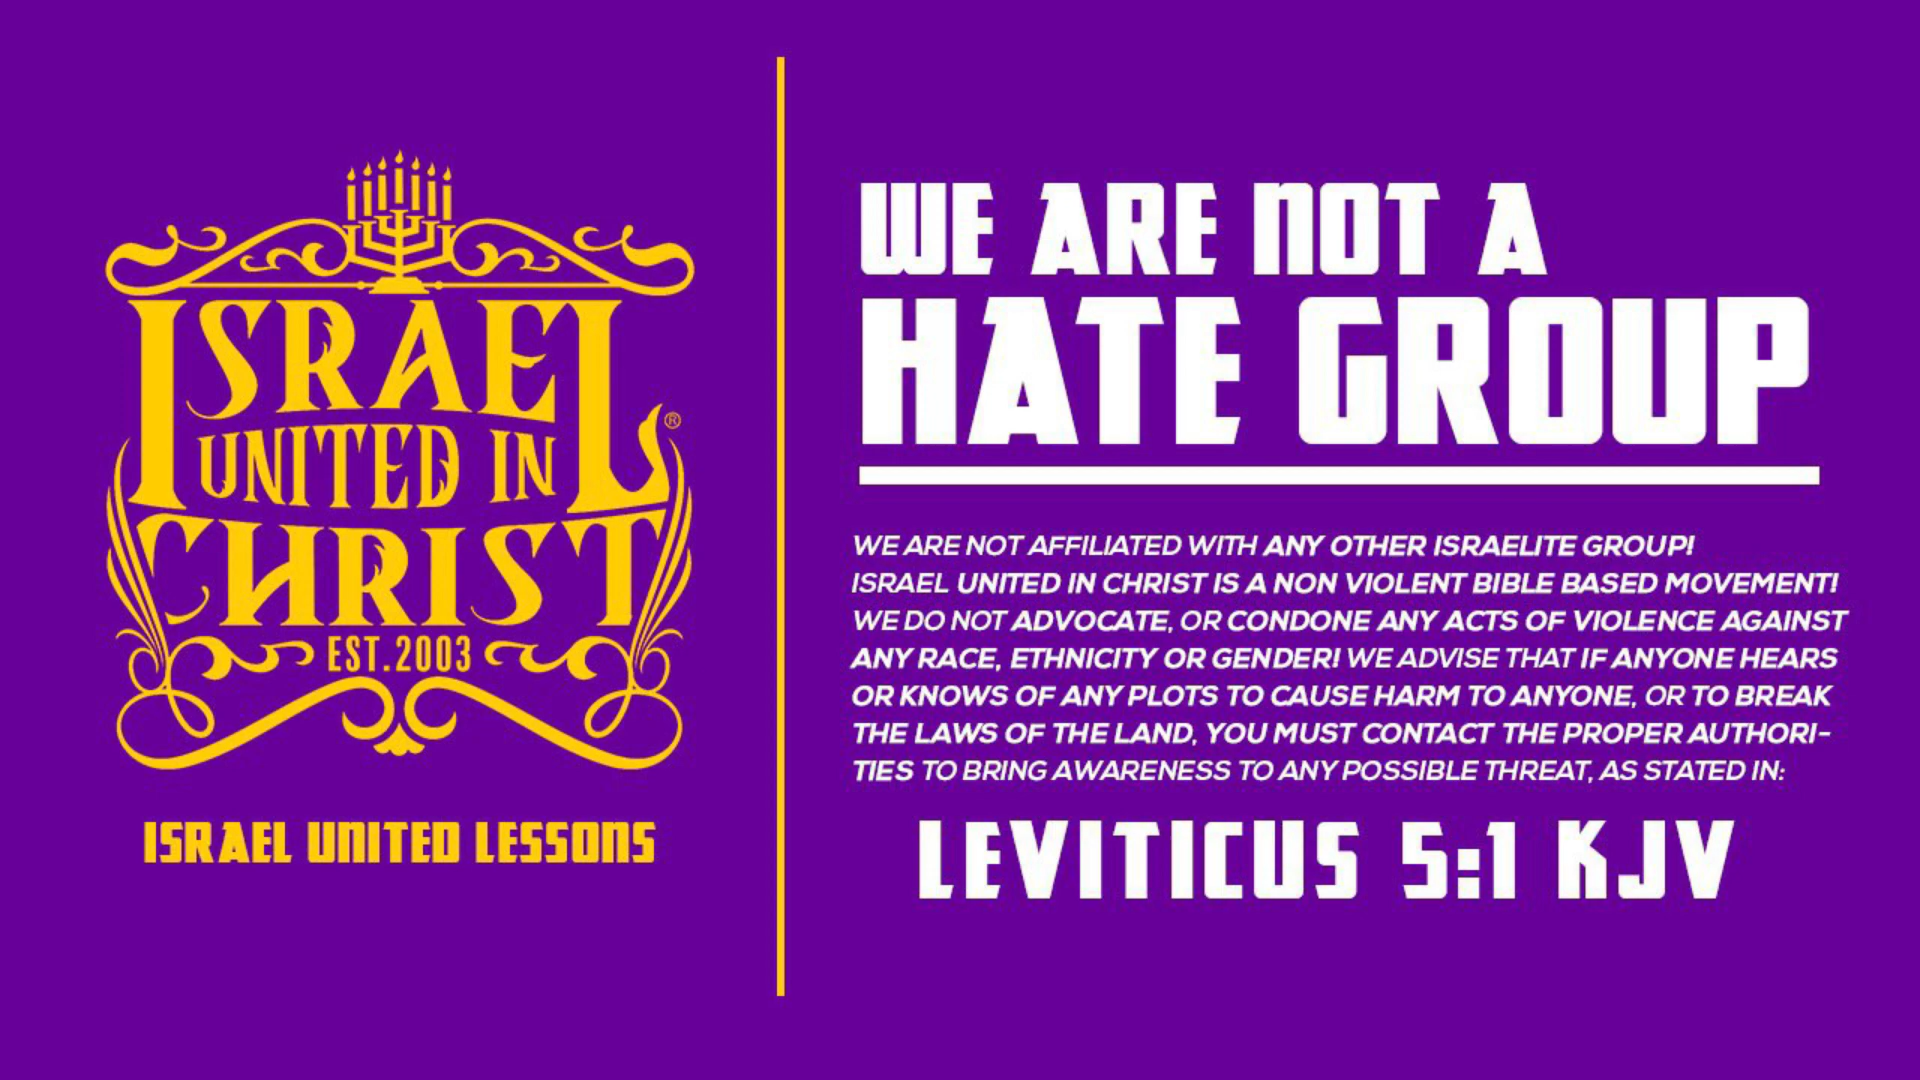 ISRAEL
UNITED IN
CHRIST
®
EST.2003
ISRAEL UNITED LESSONS
WE ARE NOT A
HATE GROUP
WE ARE NOT AFFILIATED WITH ANY OTHER ISRAELITE GROUP!
ISRAEL UNITED IN CHRIST IS A NON VIOLENT BIBLE BASED MOVEMENT!
WE DO NOT ADVOCATE, OR CONDONE ANY ACTS OF VIOLENCE AGAINST
ANY RACE, ETHNICITY OR GENDER! WE ADVISE THAT IF ANYONE HEARS
OR KNOWS OF ANY PLOTS TO CAUSE HARM TO ANYONE, OR TO BREAK
THE LAWS OF THE LAND, YOU MUST CONTACT THE PROPER AUTHORI-
TIES TO BRING AWARENESS TO ANY POSSIBLE THREAT, AS STATED IN:
LEVITICUS 5:1 KJV